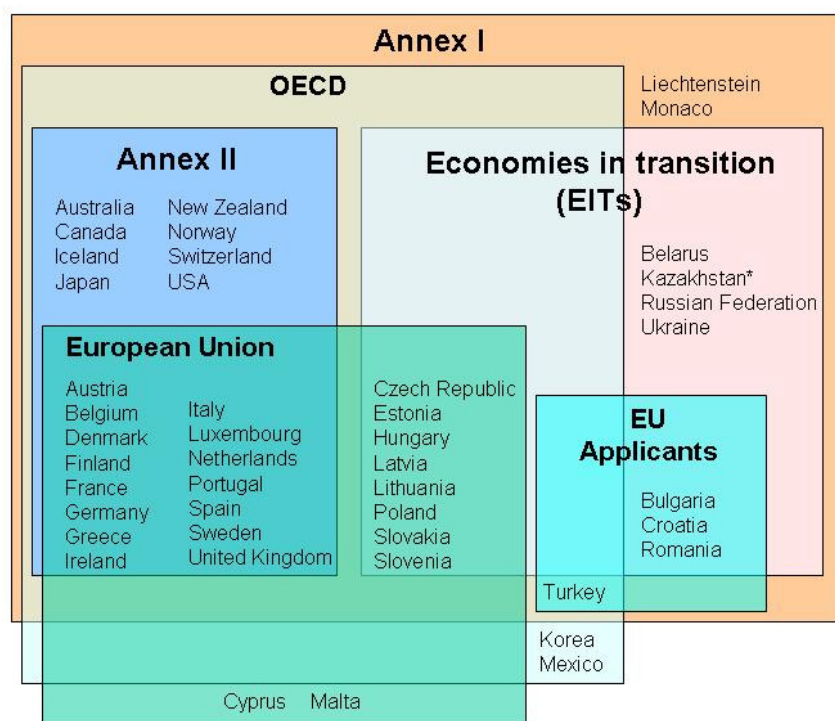 Annex I
OECD
Liechtenstein
Monaco
Annex II
Australia
Canada
Iceland
Japan
New Zealand
Norway
Switzerland
USA
Economies in transition
(EITs)
Belarus
Kazakhstan*
Russian Federation
Ukraine
European Union
Austria
Belgium
Denmark
Finland
France
Germany
Greece
Ireland
Italy
Luxembourg
Netherlands
Portugal
Spain
Sweden
United Kingdom
Czech Republic
Estonia
Hungary
Latvia
Lithuania
Poland
Slovakia
Slovenia
EU
Applicants
Bulgaria
Croatia
Romania
Turkey
Korea
Mexico
Cyprus Malta